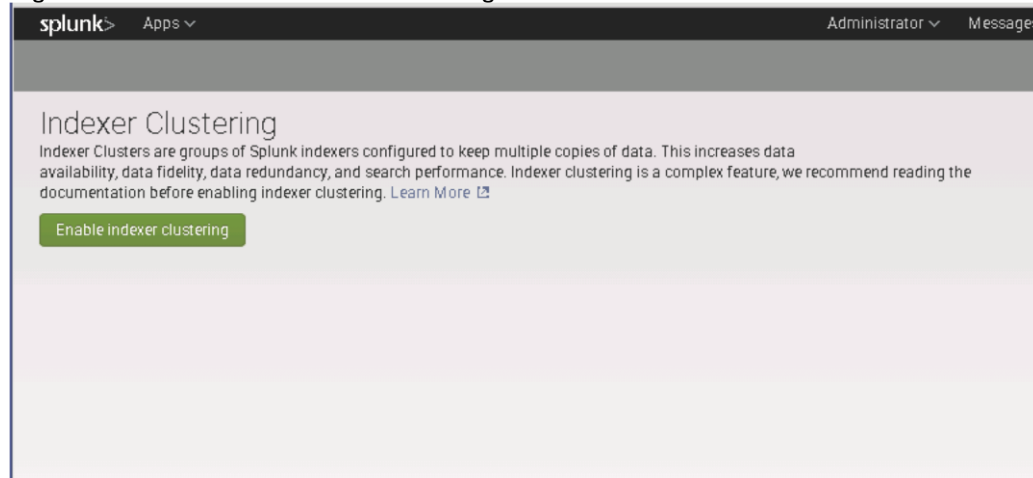 splunk> Apps Administrator Messages
Indexer Clustering
Indexer Clusters are groups of Splunk indexers configured to keep multiple copies of data. This increases data
availability, data fidelity, data redundancy, and search performance. Indexer clustering is a complex feature, we recommend reading the
documentation before enabling indexer clustering. Learn More
Enable indexer clustering